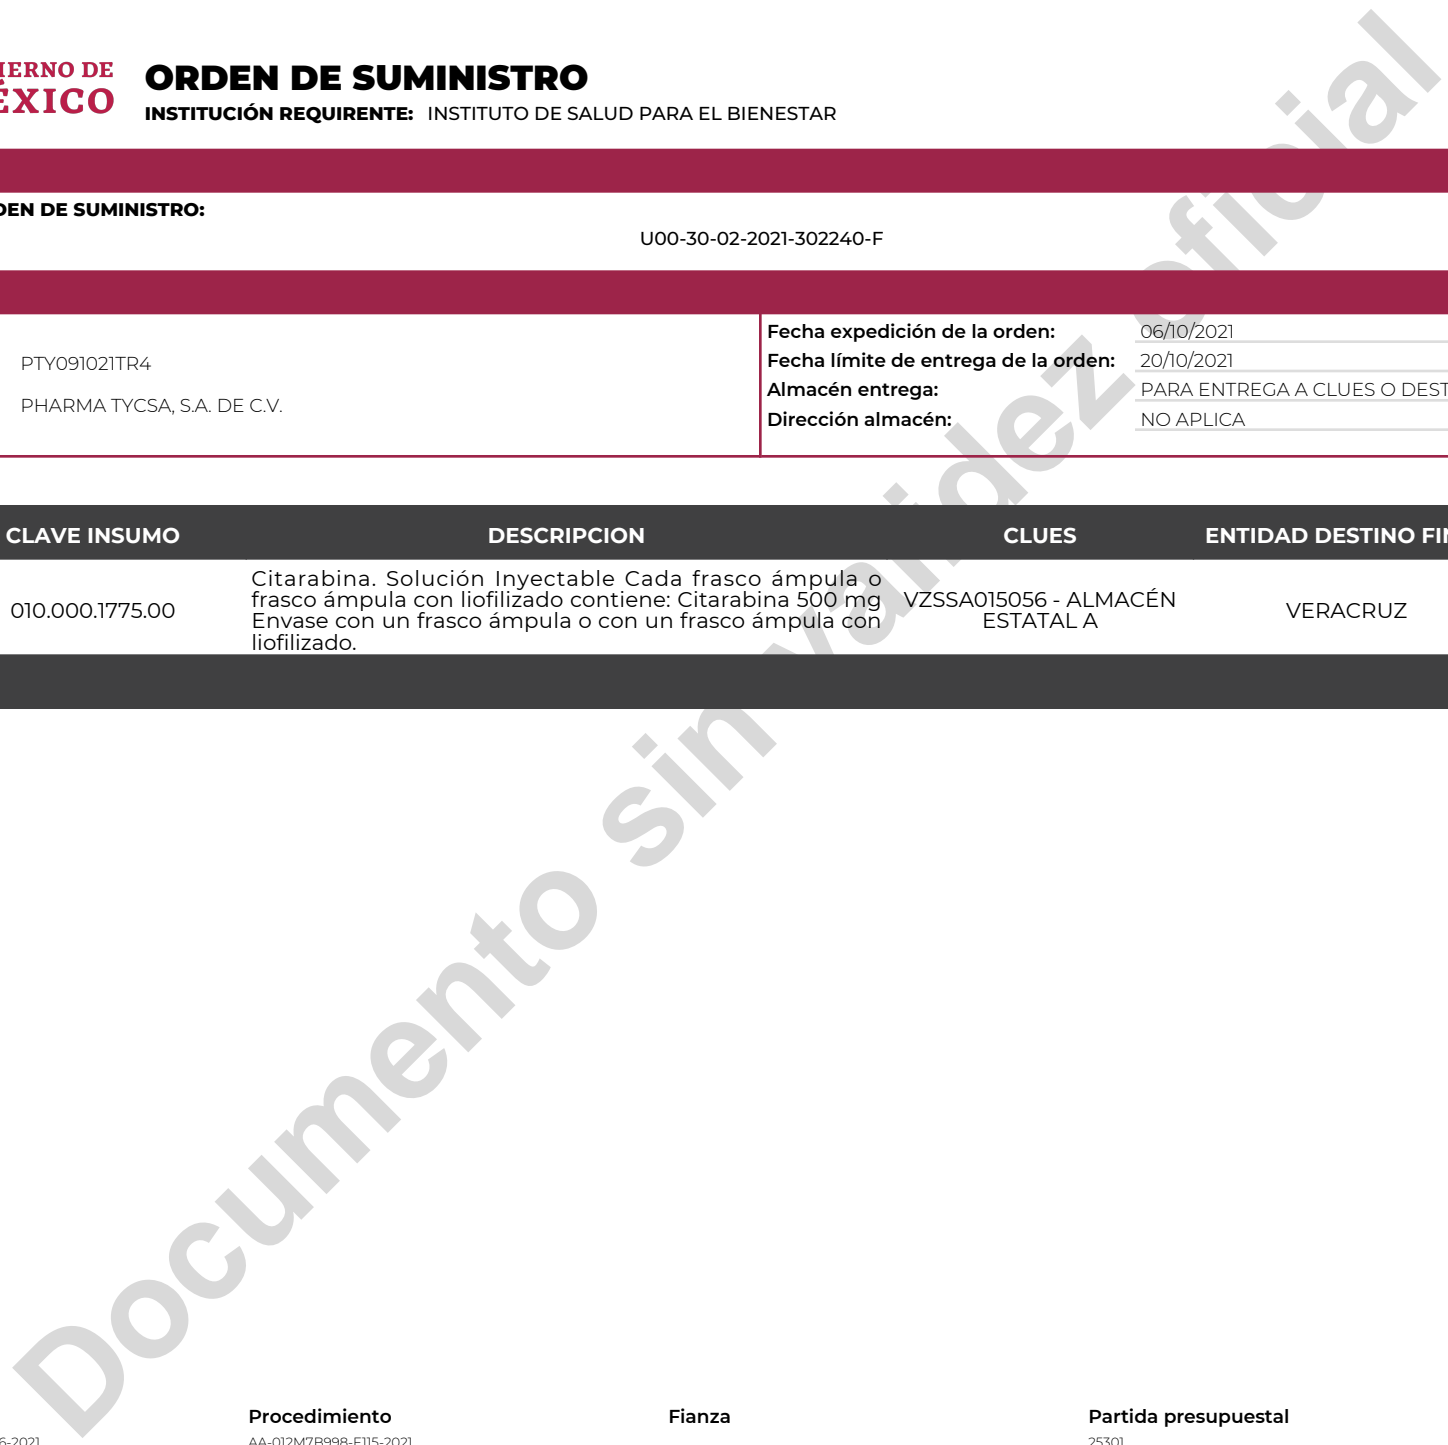 ORDEN DE SUMINISTRO
IERNO DE
ÉXICO
INSTITUCIÓN REQUIRENTE: INSTITUTO DE SALUD PARA EL BIENESTAR
DEN DE SUMINISTRO:
U00-30-02-2021-302240-F
PTY091021TR4
PHARMA TYCSA, S.A. DE C.V.
Fecha expedición de la orden: 06/10/2021
Fecha límite de entrega de la orden: 20/10/2021
Almacén entrega: PARA ENTREGA A CLUES O DEST
Dirección almacén: NO APLICA
CLAVE INSUMO DESCRIPCION CLUES ENTIDAD DESTINO FIN
010.000.1775.00
Citarabina. Solución Inyectable Cada frasco ámpula o
frasco ámpula con liofilizado contiene: Citarabina 500 mg
Envase con un frasco ámpula o con un frasco ámpula con
liofilizado.
VZSSA015056 - ALMACÉN
ESTATAL A
VERACRUZ
Documento sin validez oficial
Procedimiento Fianza Partida presupuestal
6-2021 AA-012M7B998-E115-2021 25301